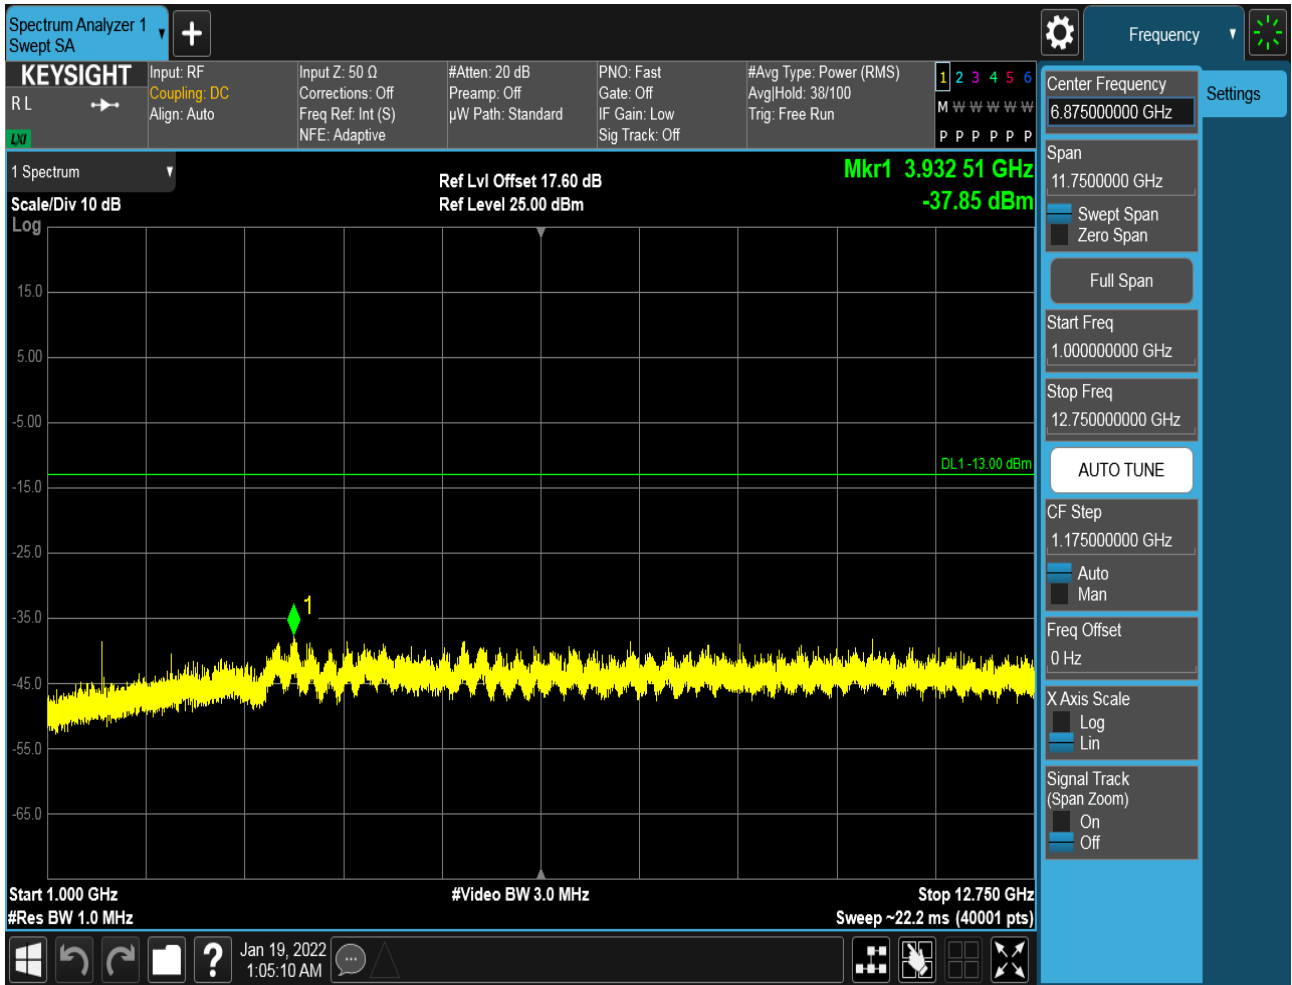 Spectrum Analyzer 1
Swept SA
Frequency
KEYSIGHT
R L
LXI
Input: RF
Coupling: DC
Align: Auto
Input Z: 50 Ω
Corrections: Off
Freq Ref: Int (S)
NFE: Adaptive
#Atten: 20 dB
Preamp: Off
µW Path: Standard
PNO: Fast
Gate: Off
IF Gain: Low
Sig Track: Off
#Avg Type: Power (RMS)
Avg|Hold: 38/100
Trig: Free Run
1 2 3 4 5 6
M W W W W W
P P P P P P
1 Spectrum
Scale/Div 10 dB
Log
Ref Lvl Offset 17.60 dB
Ref Level 25.00 dBm
Mkr1 3.932 51 GHz
-37.85 dBm
15.0
5.00
-5.00
DL1 -13.00 dBm
-15.0
-25.0
1
-35.0
-45.0
-55.0
-65.0
Start 1.000 GHz
#Res BW 1.0 MHz
#Video BW 3.0 MHz
Stop 12.750 GHz
Sweep ~22.2 ms (40001 pts)
Jan 19, 2022
1:05:10 AM
Center Frequency
6.875000000 GHz
Settings
Span
11.7500000 GHz
Swept Span
Zero Span
Full Span
Start Freq
1.000000000 GHz
Stop Freq
12.750000000 GHz
AUTO TUNE
CF Step
1.175000000 GHz
Auto
Man
Freq Offset
0 Hz
X Axis Scale
Log
Lin
Signal Track
(Span Zoom)
On
Off